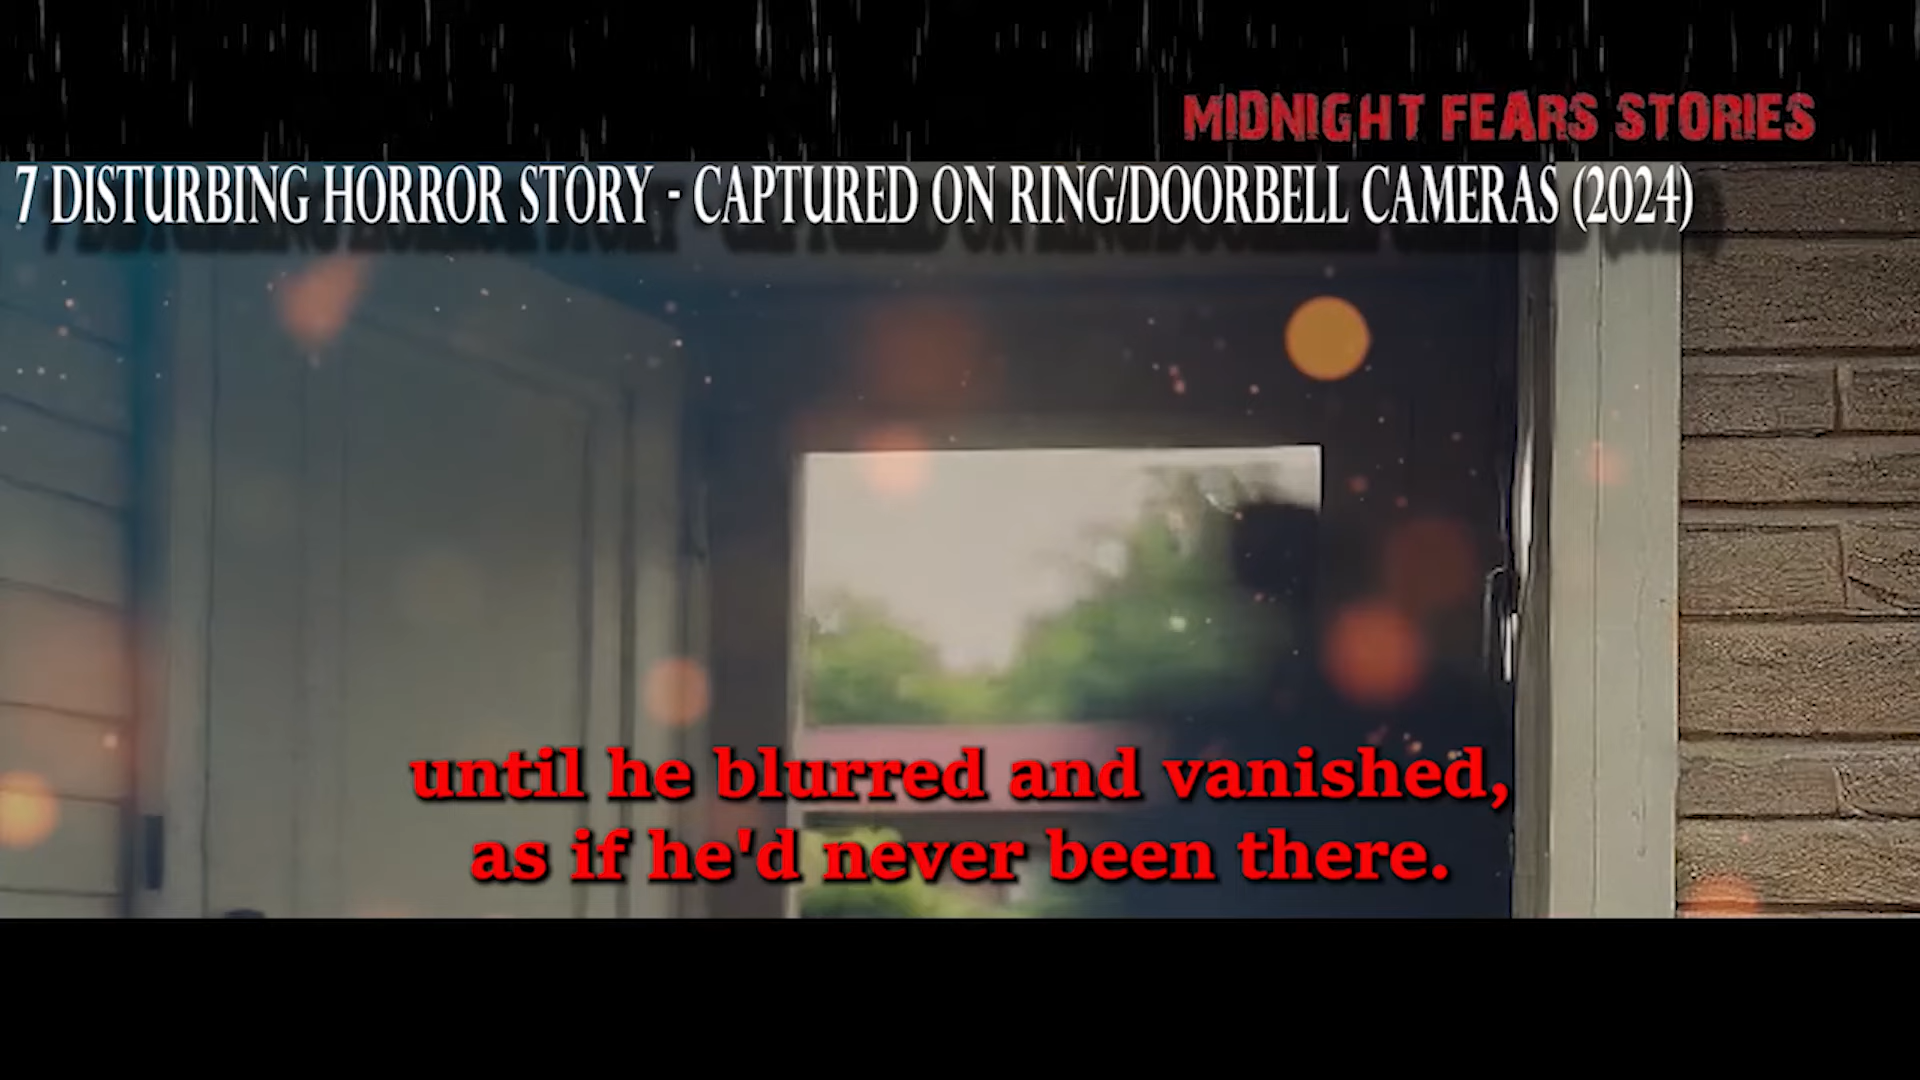 MIDNIGHT FEARS STORIES
7 DISTURBING HORROR STORY - CAPTURED ON RING/DOORBELL CAMERAS (2024)
until he blurred and vanished,
as if he'd never been there.